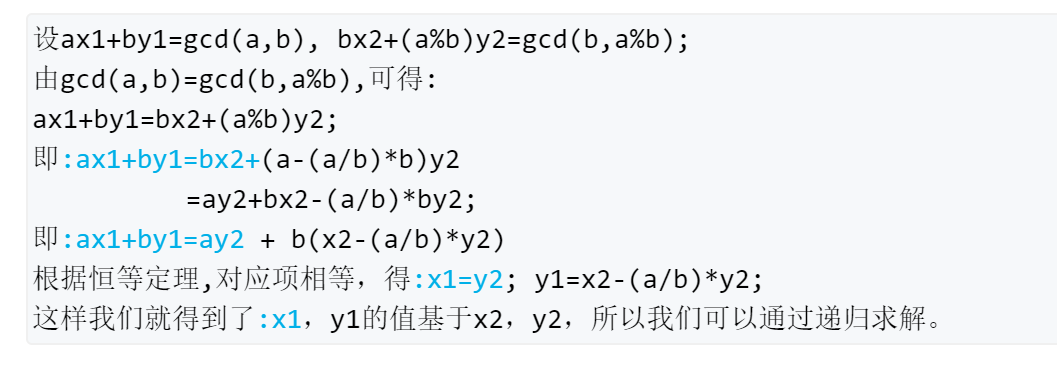 设ax1+by1=gcd(a,b), bx2+(a%b)y2=gcd(b,a%b);
由gcd(a,b)=gcd(b,a%b),可得:
ax1+by1=bx2+(a%b)y2;
即:ax1+by1=bx2+(a-(a/b)*b)y2
=ay2+bx2-(a/b)*by2;
即:ax1+by1=ay2 + b(x2-(a/b)*y2)
根据恒等定理,对应项相等，得:x1=y2; y1=x2-(a/b)*y2;
这样我们就得到了:x1，y1的值基于x2，y2，所以我们可以通过递归求解。